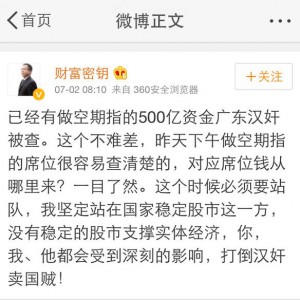 首页
微博正文
财富密钥
07-02 08:10 来自 360安全浏览器
+关注
已经有做空期指的500亿资金广东汉奸
被查。这个不难差，昨天下午做空期指
的席位很容易查清楚的，对应席位钱从
哪里来？一目了然。这个时候必须要站
队，我坚定站在国家稳定股市这一方，
没有稳定的股市支撑实体经济，你，
我、他都会受到深刻的影响，打倒汉奸
卖国贼！